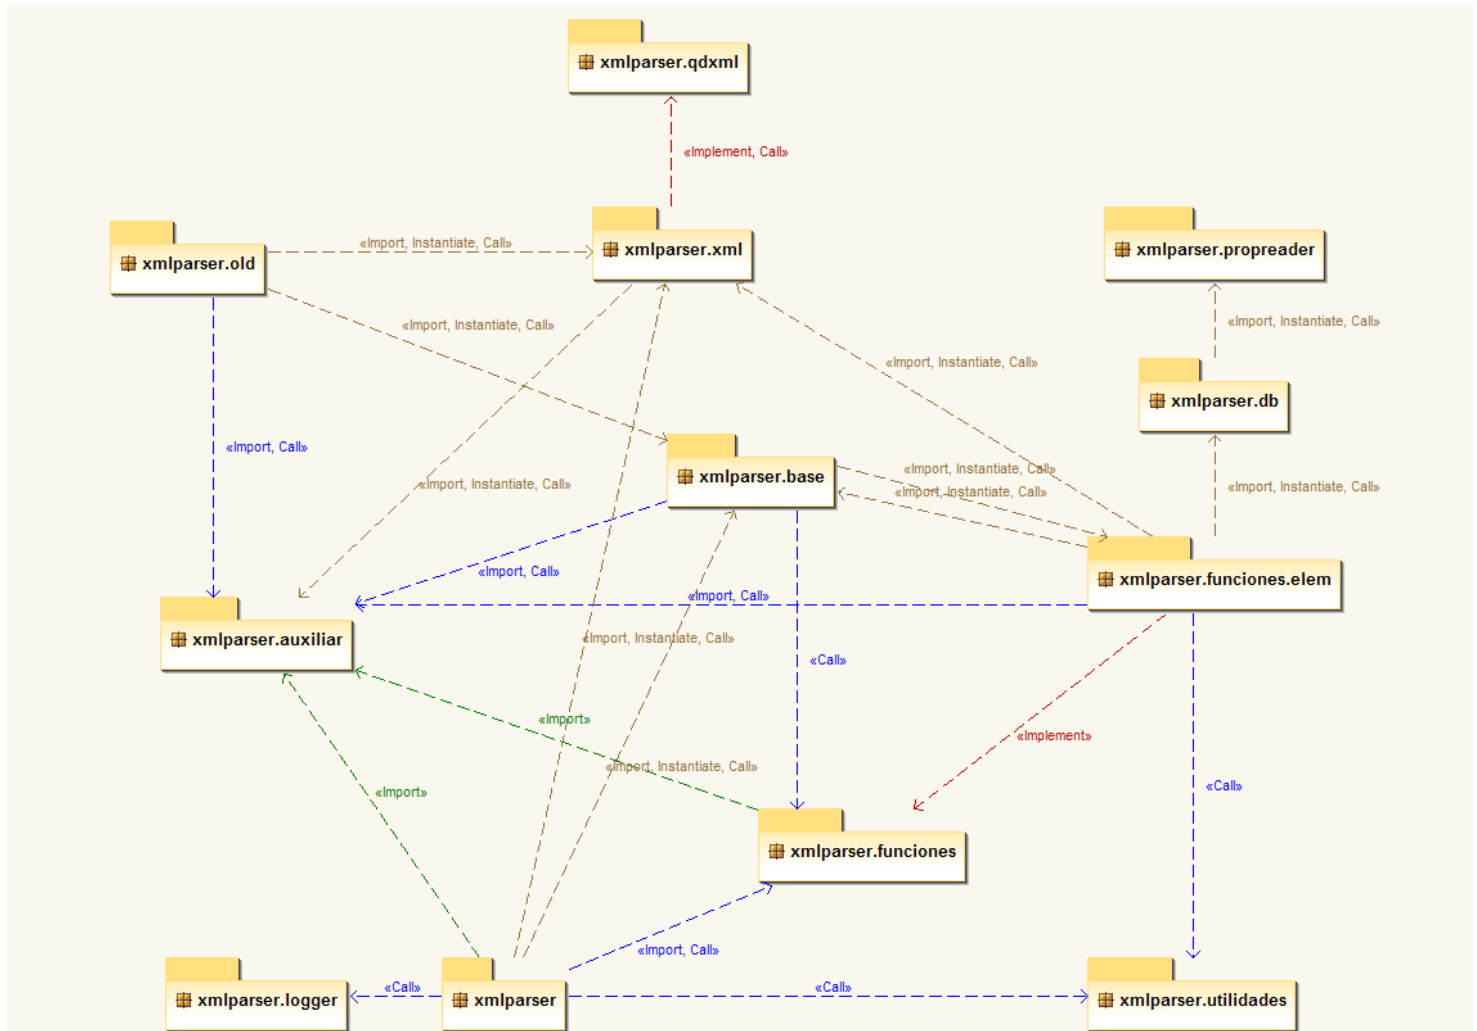 xmlparser.qdxml
«Implement, Call»
xmlparser.old
«Import, Instantiate, Call»
xmlparser.xml
xmlparser.propreader
«Import, Instantiate, Call»
«Import, Instantiate, Call»
«Import, Instantiate, Call»
xmlparser.db
«Import, Call»
«Import, Instantiate, Call»
xmlparser.base
«Import, Instantiate, Call»
«Import, Instantiate, Call»
«Import, Instantiate, Call»
«Import, Call»
xmlparser.funciones.elem
«Import, Call»
xmlparser.auxiliar
«Import, Instantiate, Call»
«Call»
«Import»
«Implement»
«Import, Instantiate, Call»
«Import»
«Call»
xmlparser.funciones
«Import, Call»
xmlparser.logger
«Call»
xmlparser
«Call»
xmlparser.utilidades